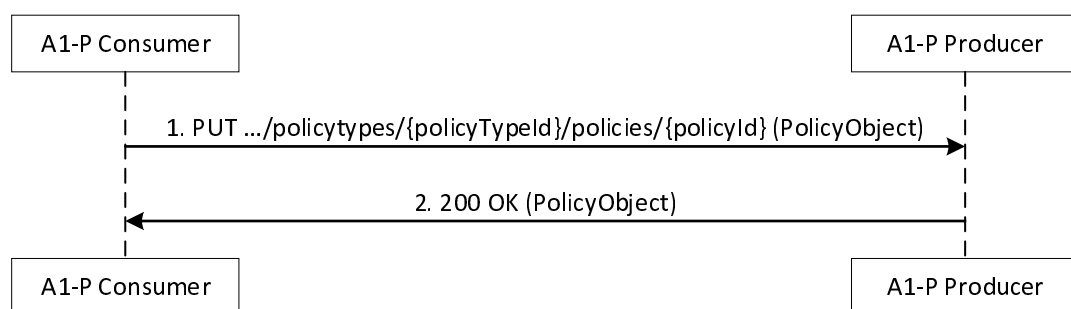 A1-P Consumer
A1-P Producer
1. PUT .../policytypes/{policyTypeId}/policies/{policyId} (PolicyObject)
2. 200 OK (PolicyObject)
A1-P Consumer
A1-P Producer